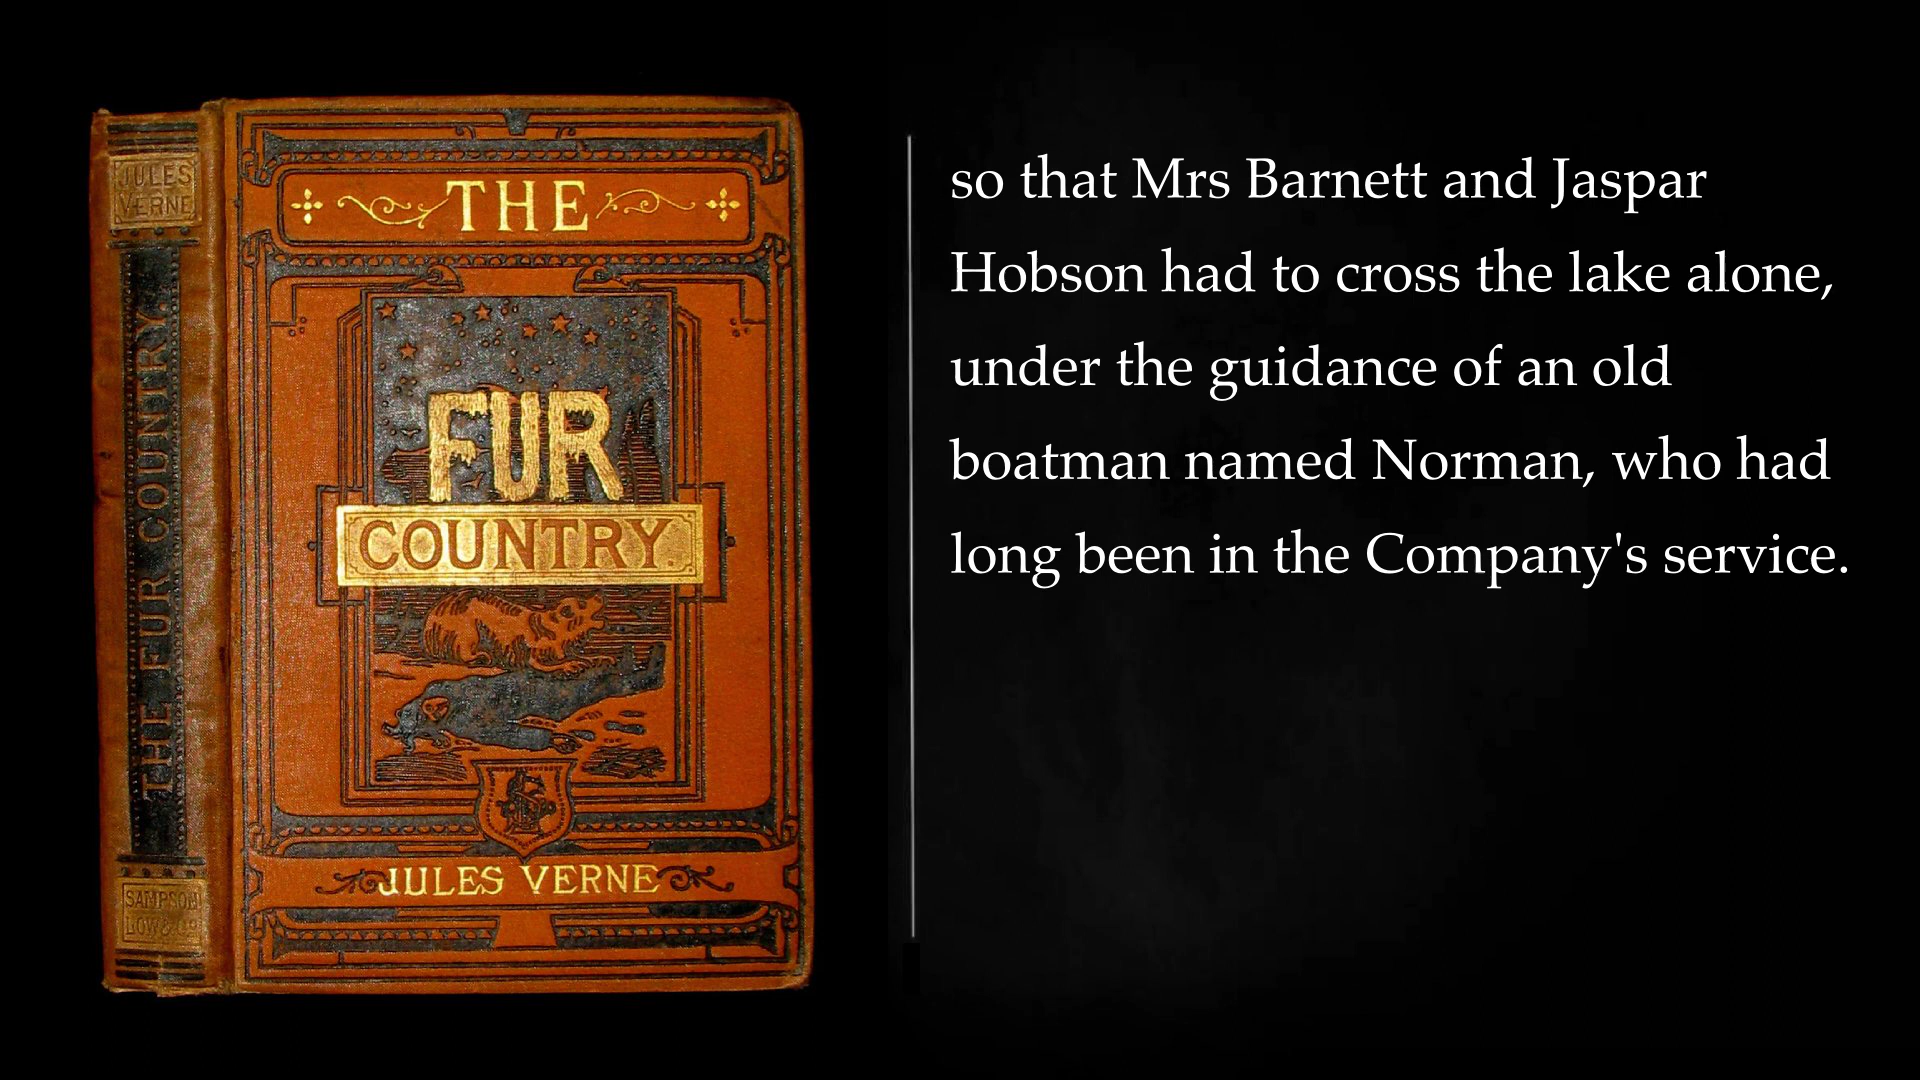 JULES
VERNE
THE FUR COUNTRY.
SAMPSON
LOW & Co
THE
FUR
COUNTRY.
JULES VERNE
so that Mrs Barnett and Jaspar
Hobson had to cross the lake alone,
under the guidance of an old
boatman named Norman, who had
long been in the Company's service.